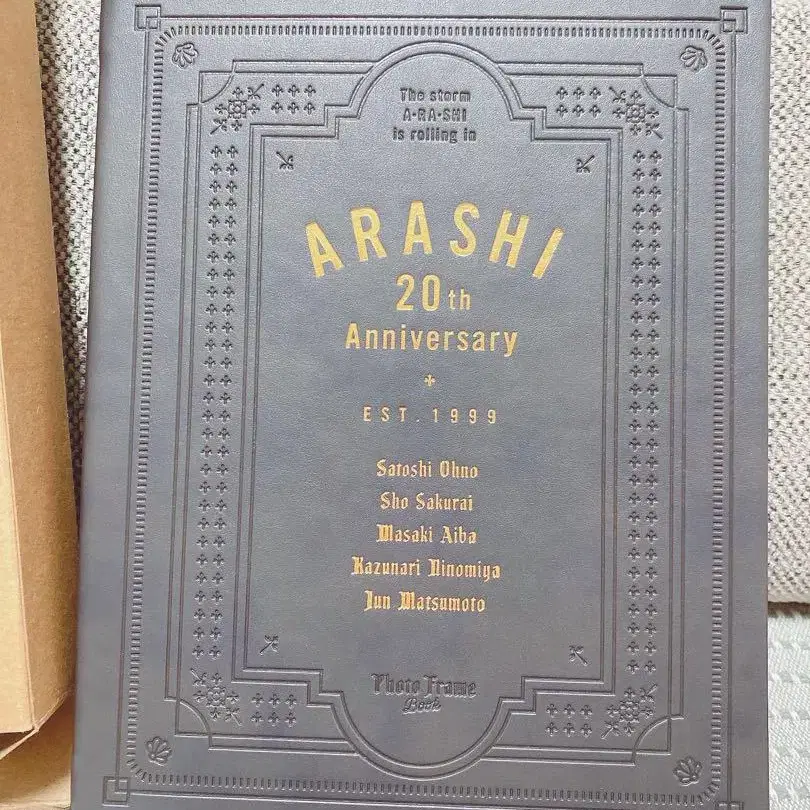 The storm
A·RA·SHI
is rolling in
ARASHI
20th
Anniversary
EST.1999
Satoshi Ohno
Sho Sakurai
Masaki Aiba
Kazunari Ninomiya
Jun Matsumoto
Photo Frame
Book